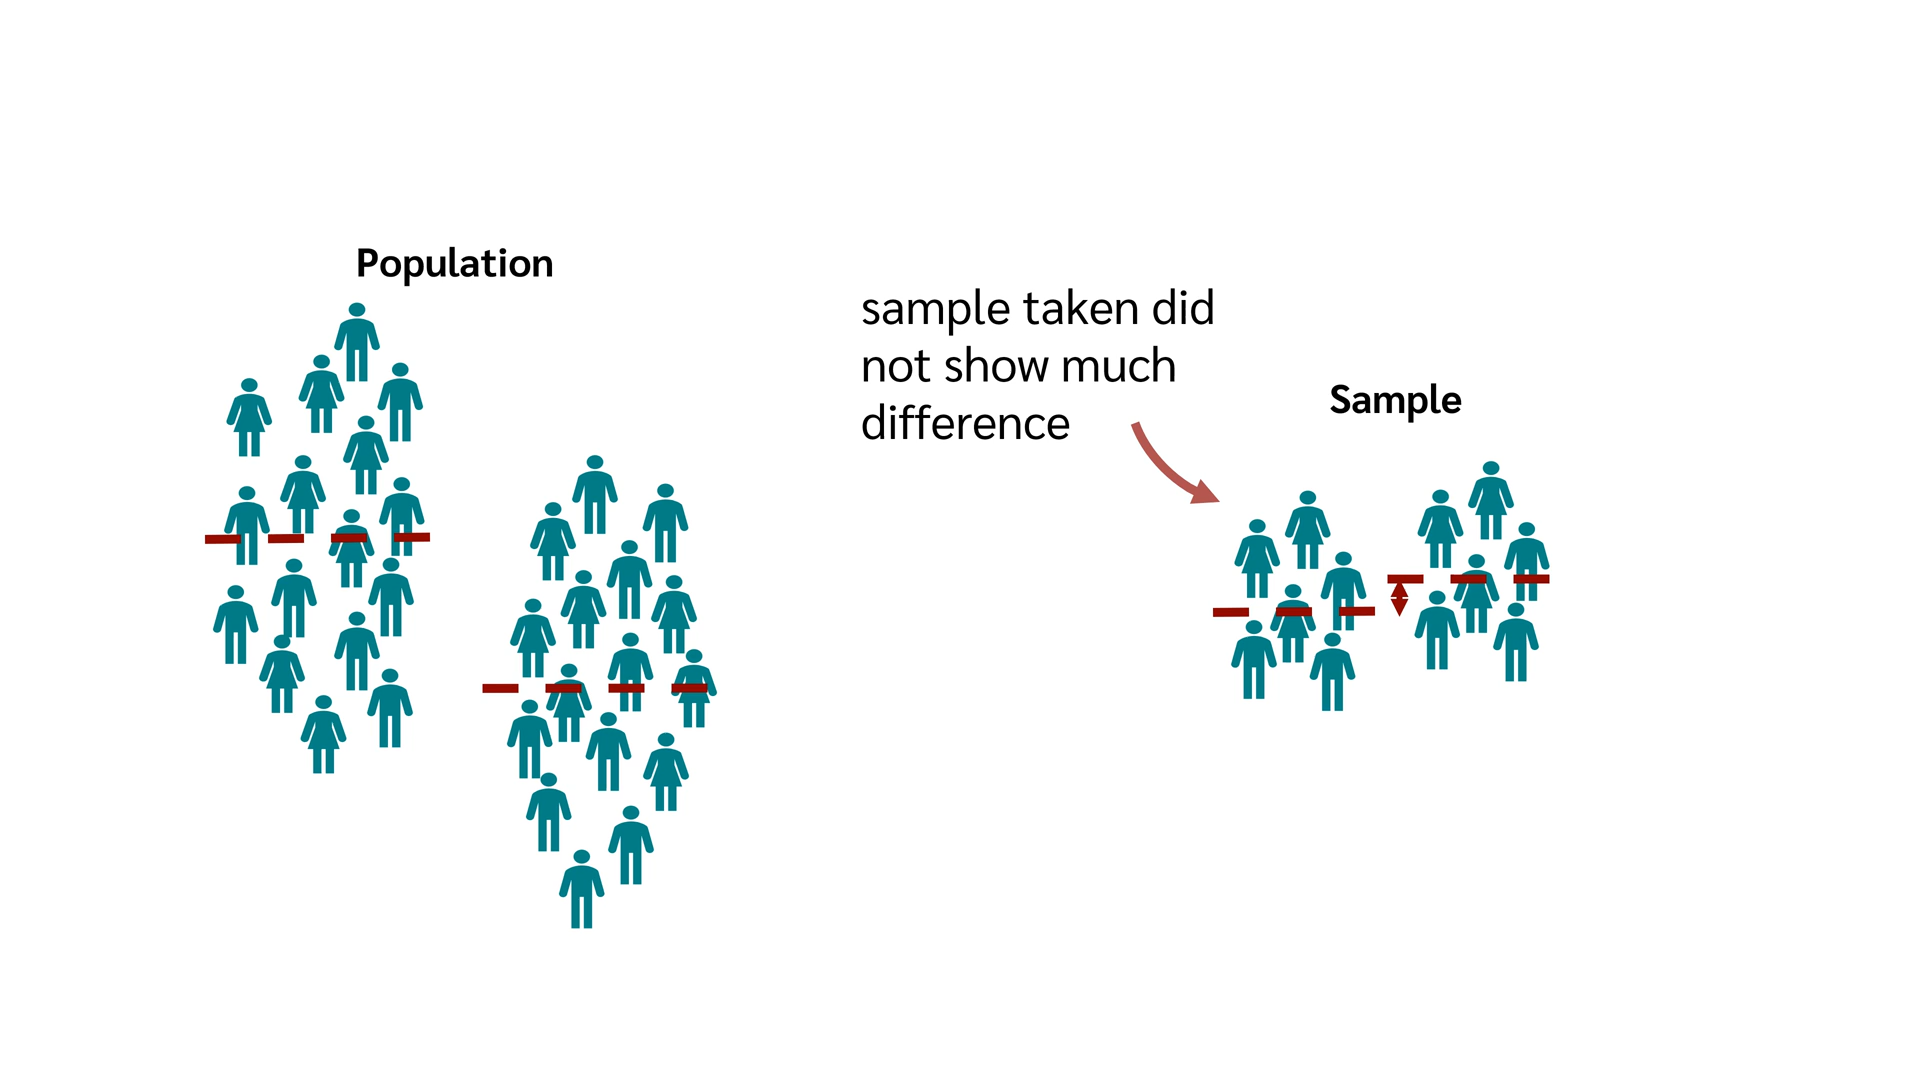 Population
sample taken did
not show much
difference
Sample